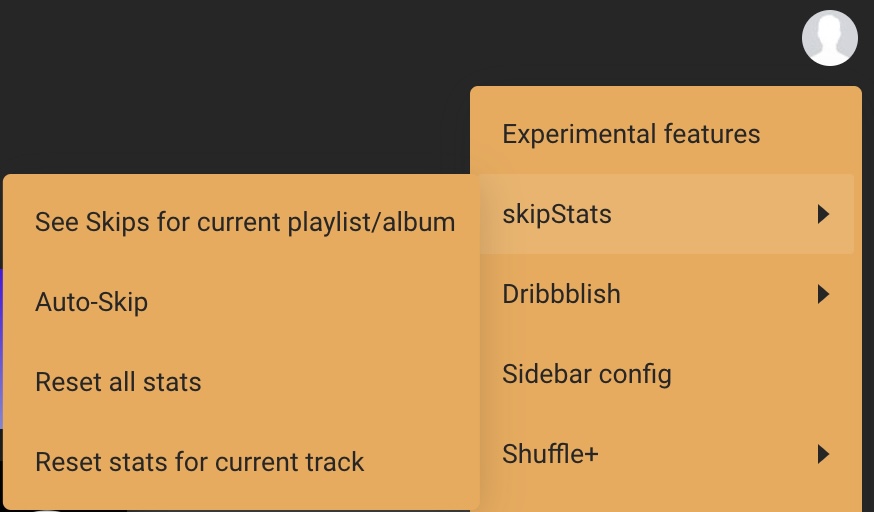 Experimental features
skipStats
Dribbblish
Sidebar config
Shuffle+
See Skips for current playlist/album
Auto-Skip
Reset all stats
Reset stats for current track